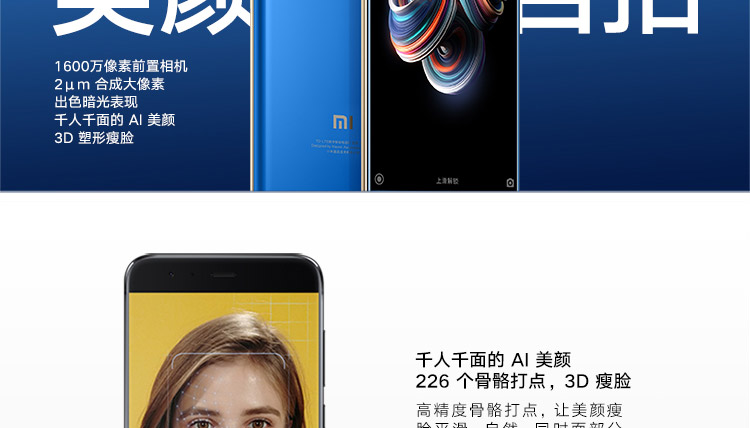 美颜 自拍
1600万像素前置相机
2μm 合成大像素
出色暗光表现
千人千面的 AI 美颜
3D 塑形瘦脸
上滑解锁
千人千面的 AI 美颜
226 个骨骼打点，3D 瘦脸
高精度骨骼打点，让美颜瘦
脸平滑、自然，同时面部分